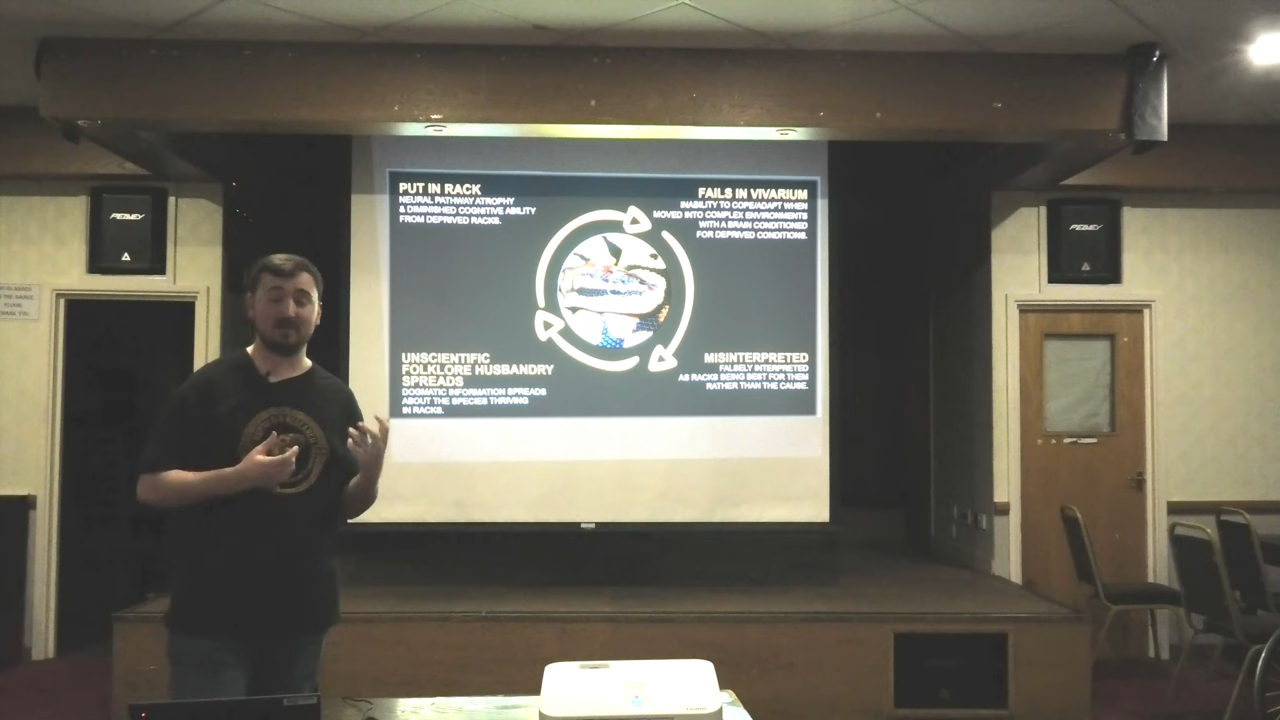 PUT IN RACK
NEURAL PATHWAY ATROPHY
& DIMINISHED COGNITIVE ABILITY
FROM DEPRIVED RACKS.
FAILS IN VIVARIUM
INABILITY TO COPE/ADAPT WHEN
MOVED INTO COMPLEX ENVIRONMENTS
WITH A BRAIN CONDITIONED
FOR DEPRIVED CONDITIONS.
UNSCIENTIFIC
FOLKLORE HUSBANDRY
SPREADS
DOGMATIC INFORMATION SPREADS
ABOUT THE SPECIES THRIVING
IN RACKS.
MISINTERPRETED
FALSELY INTERPRETED
AS RACKS BEING BEST FOR THEM
RATHER THAN THE CAUSE.
PEAVEY
PEAVEY